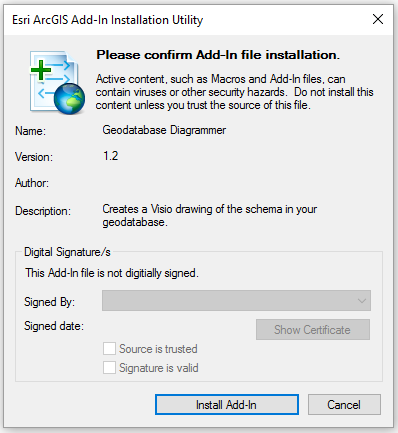 Esri ArcGIS Add-In Installation Utility
Please confirm Add-In file installation.
Active content, such as Macros and Add-In files, can
contain viruses or other security hazards. Do not install this
content unless you trust the source of this file.
Name: Geodatabase Diagrammer
Version: 1.2
Author:
Description: Creates a Visio drawing of the schema in your
geodatabase.
Digital Signature/s
This Add-In file is not digitially signed.
Signed By:
Signed date: Show Certificate
Source is trusted
Signature is valid
Install Add-In Cancel